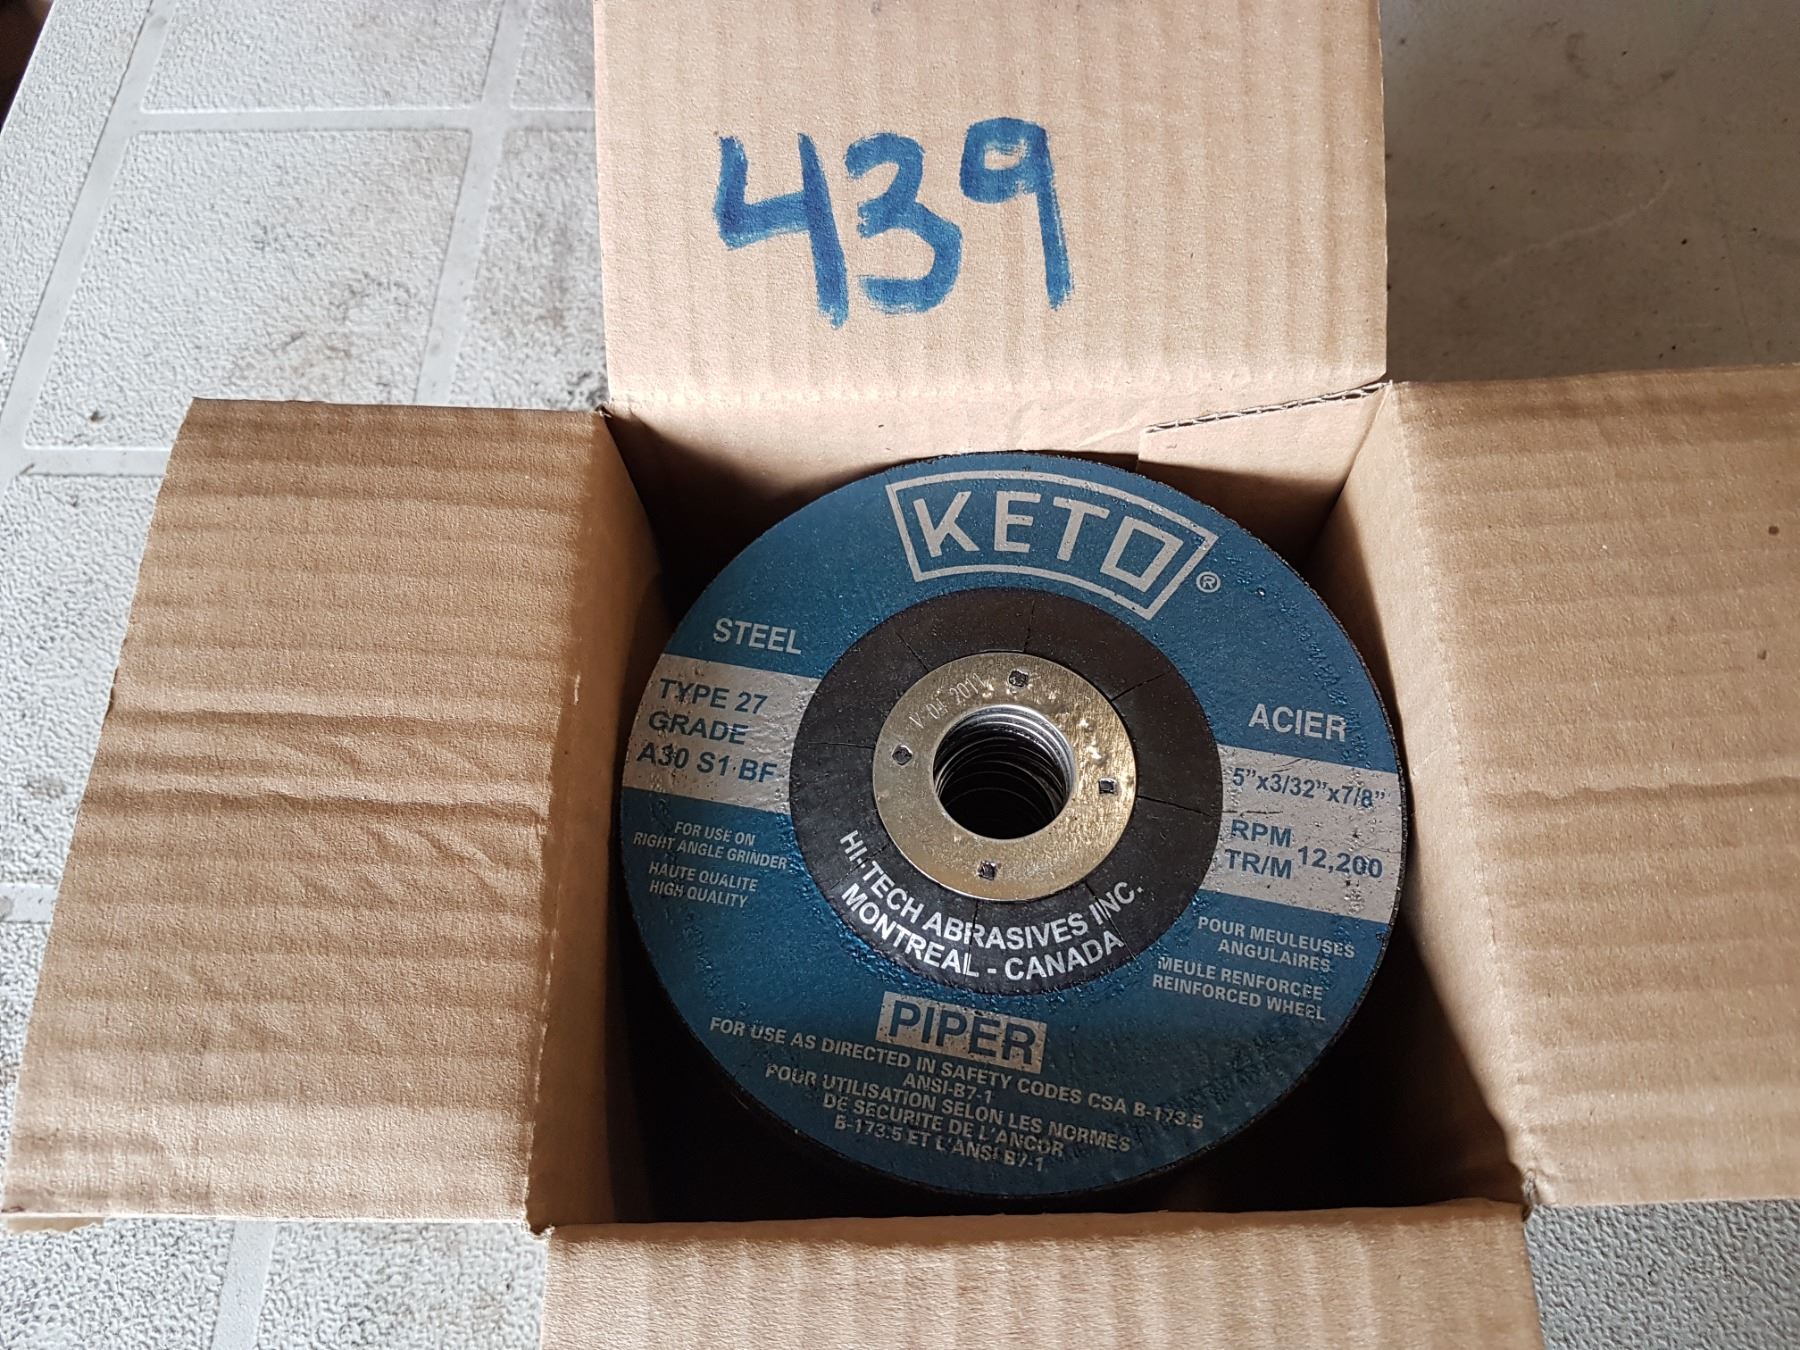 439
KETO®
STEEL
TYPE 27
GRADE
A30 S1 BF
FOR USE ON
RIGHT ANGLE GRINDER
HAUTE QUALITE
HIGH QUALITY
ACIER
5"x3/32"x7/8"
RPM
TR/M 12,200
POUR MEULEUSES
ANGULAIRES
MEULE RENFORCEE
REINFORCED WHEEL
V 04 2011
HI-TECH ABRASIVES INC.
MONTREAL - CANADA
PIPER
FOR USE AS DIRECTED IN SAFETY CODES CSA B-173.5
ANSI-B7-1
POUR UTILISATION SELON LES NORMES
DE SECURITE DE L'ANCOR
B-173.5 ET L'ANSI B7-1